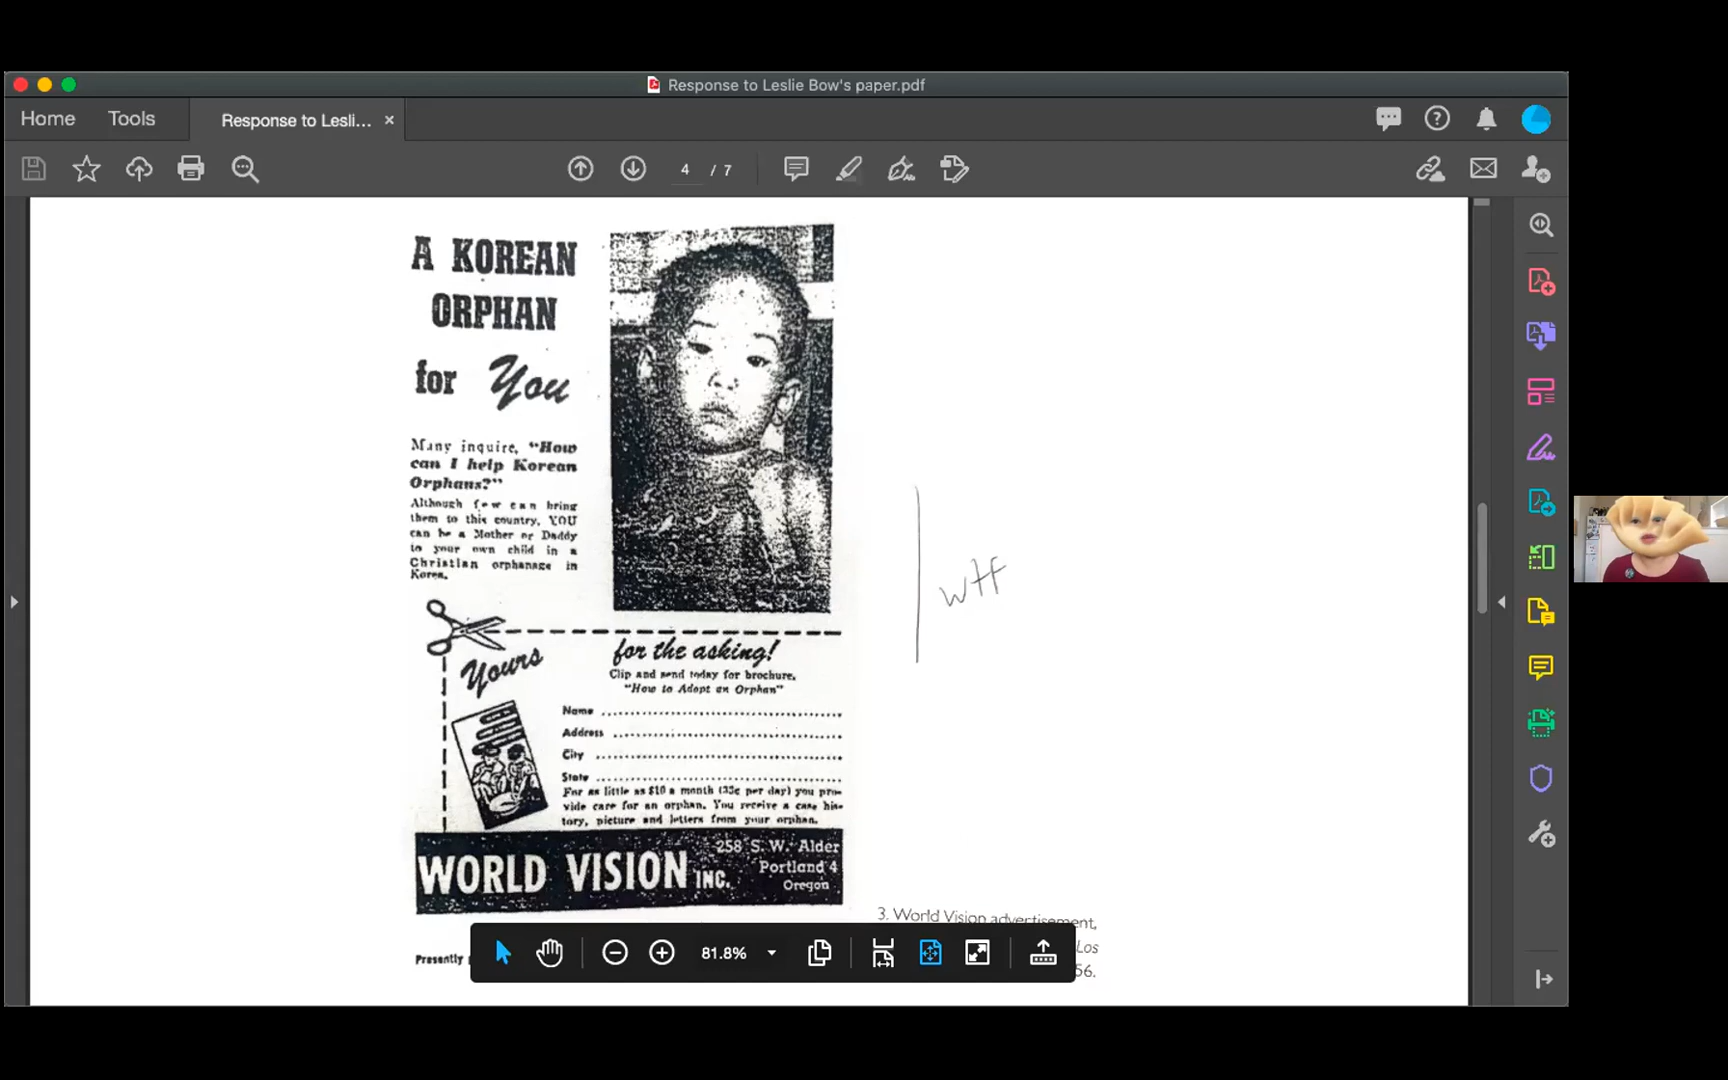 Response to Leslie Bow's paper.pdf
Home
Tools
Response to Lesli... ×
4 / 7
A KOREAN
ORPHAN
for You
Many inquire, "How
can I help Korean
Orphans?"
Although few can bring
them to this country, YOU
can be a Mother or Daddy
to your own child in a
Christian orphanage in
Korea.
wtf
Yours for the asking!
Clip and send today for brochure,
"How to Adopt an Orphan"
Name
Address
City
State
For as little as $10 a month (33c per day) you pro-
vide care for an orphan. You receive a case his-
tory, picture and letters from your orphan.
WORLD VISION INC.
258 S. W. Alder
Portland 4
Oregon
3. World Vision advertisement,
Los
56.
Presently
81.8%